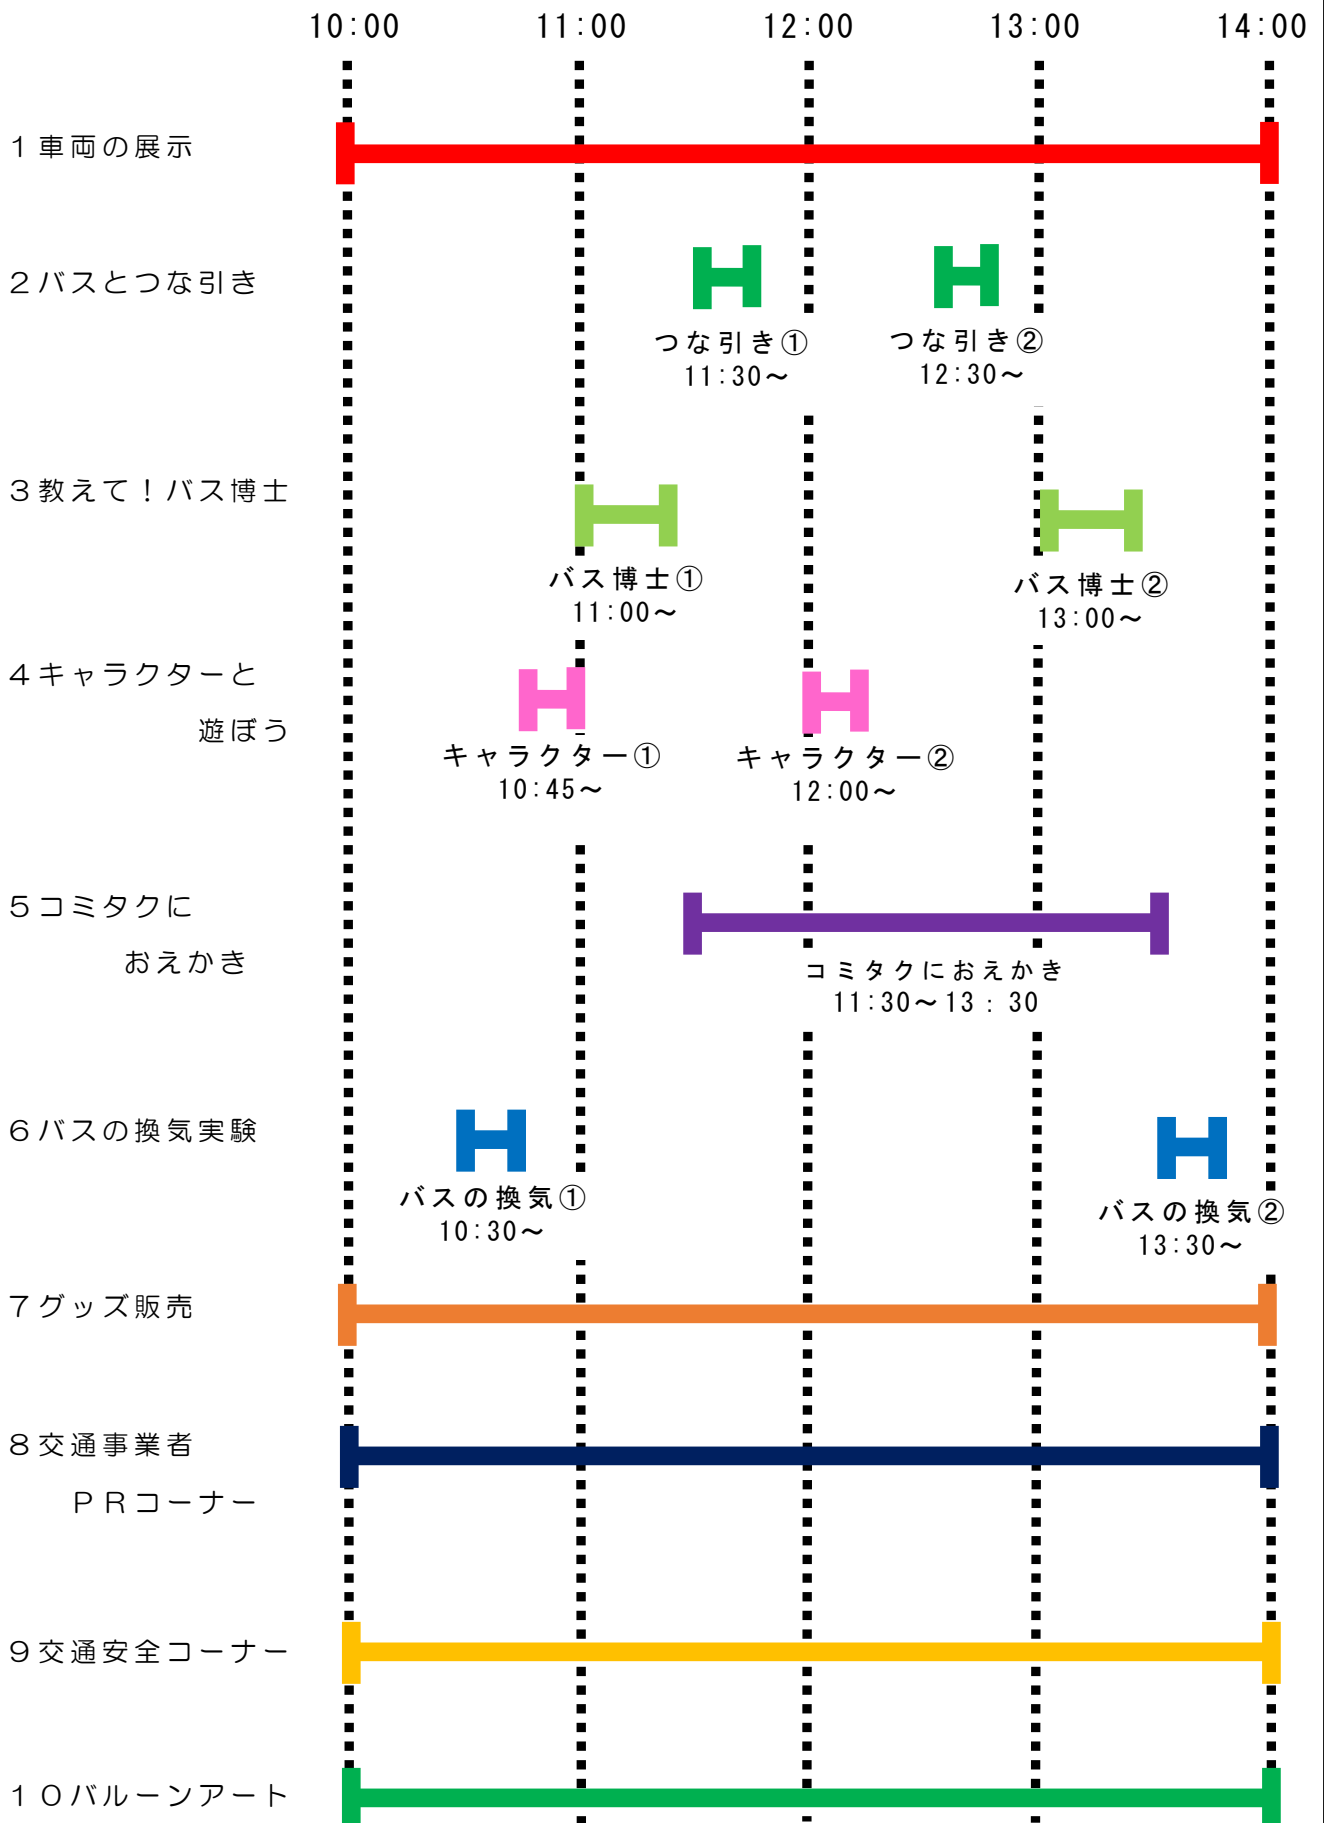 10:00 11:00 12:00 13:00 14:00
1車両の展示
2バスとつな引き
つな引き① つな引き②
11:30～ 12:30～
3教えて！バス博士
バス博士① バス博士②
11:00～ 13:00～
4キャラクターと
遊ぼう
キャラクター① キャラクター②
10:45～ 12:00～
5コミタクに
おえかき
コミタクにおえかき
11:30～13：30
6バスの換気実験
バスの換気① バスの換気②
10:30～ 13:30～
7グッズ販売
8交通事業者
ＰＲコーナー
9交通安全コーナー
１０バルーンアート